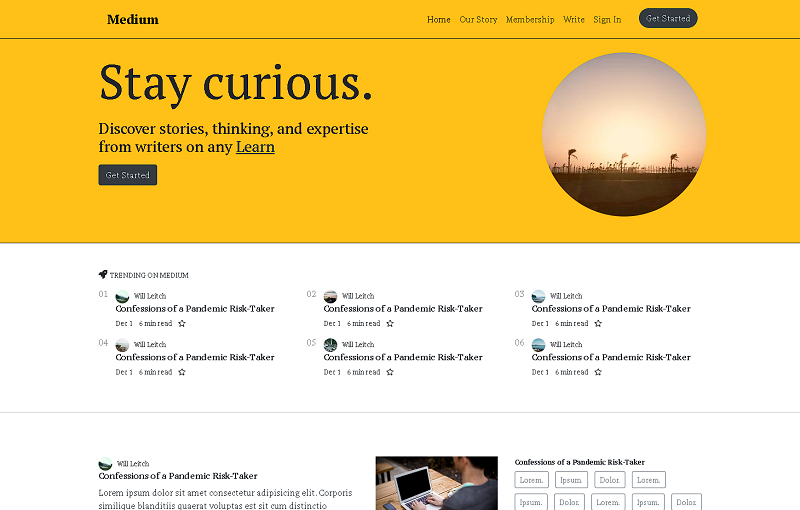 Medium
Home Our Story Membership Write Sign In Get Started
Stay curious.
Discover stories, thinking, and expertise
from writers on any Learn
Get Started
TRENDING ON MEDIUM
01 Will Leitch
Confessions of a Pandemic Risk-Taker
Dec 1 6 min read
02 Will Leitch
Confessions of a Pandemic Risk-Taker
Dec 1 6 min read
03 Will Leitch
Confessions of a Pandemic Risk-Taker
Dec 1 6 min read
04 Will Leitch
Confessions of a Pandemic Risk-Taker
Dec 1 6 min read
05 Will Leitch
Confessions of a Pandemic Risk-Taker
Dec 1 6 min read
06 Will Leitch
Confessions of a Pandemic Risk-Taker
Dec 1 6 min read
Will Leitch
Confessions of a Pandemic Risk-Taker
Lorem ipsum dolor sit amet consectetur adipisicing elit. Corporis
similique blanditiis quaerat voluptas est sit cum distinctio
Confessions of a Pandemic Risk-Taker
Lorem. Ipsum. Dolor. Lorem.
Ipsum. Dolor. Lorem. Ipsum. Dolor.